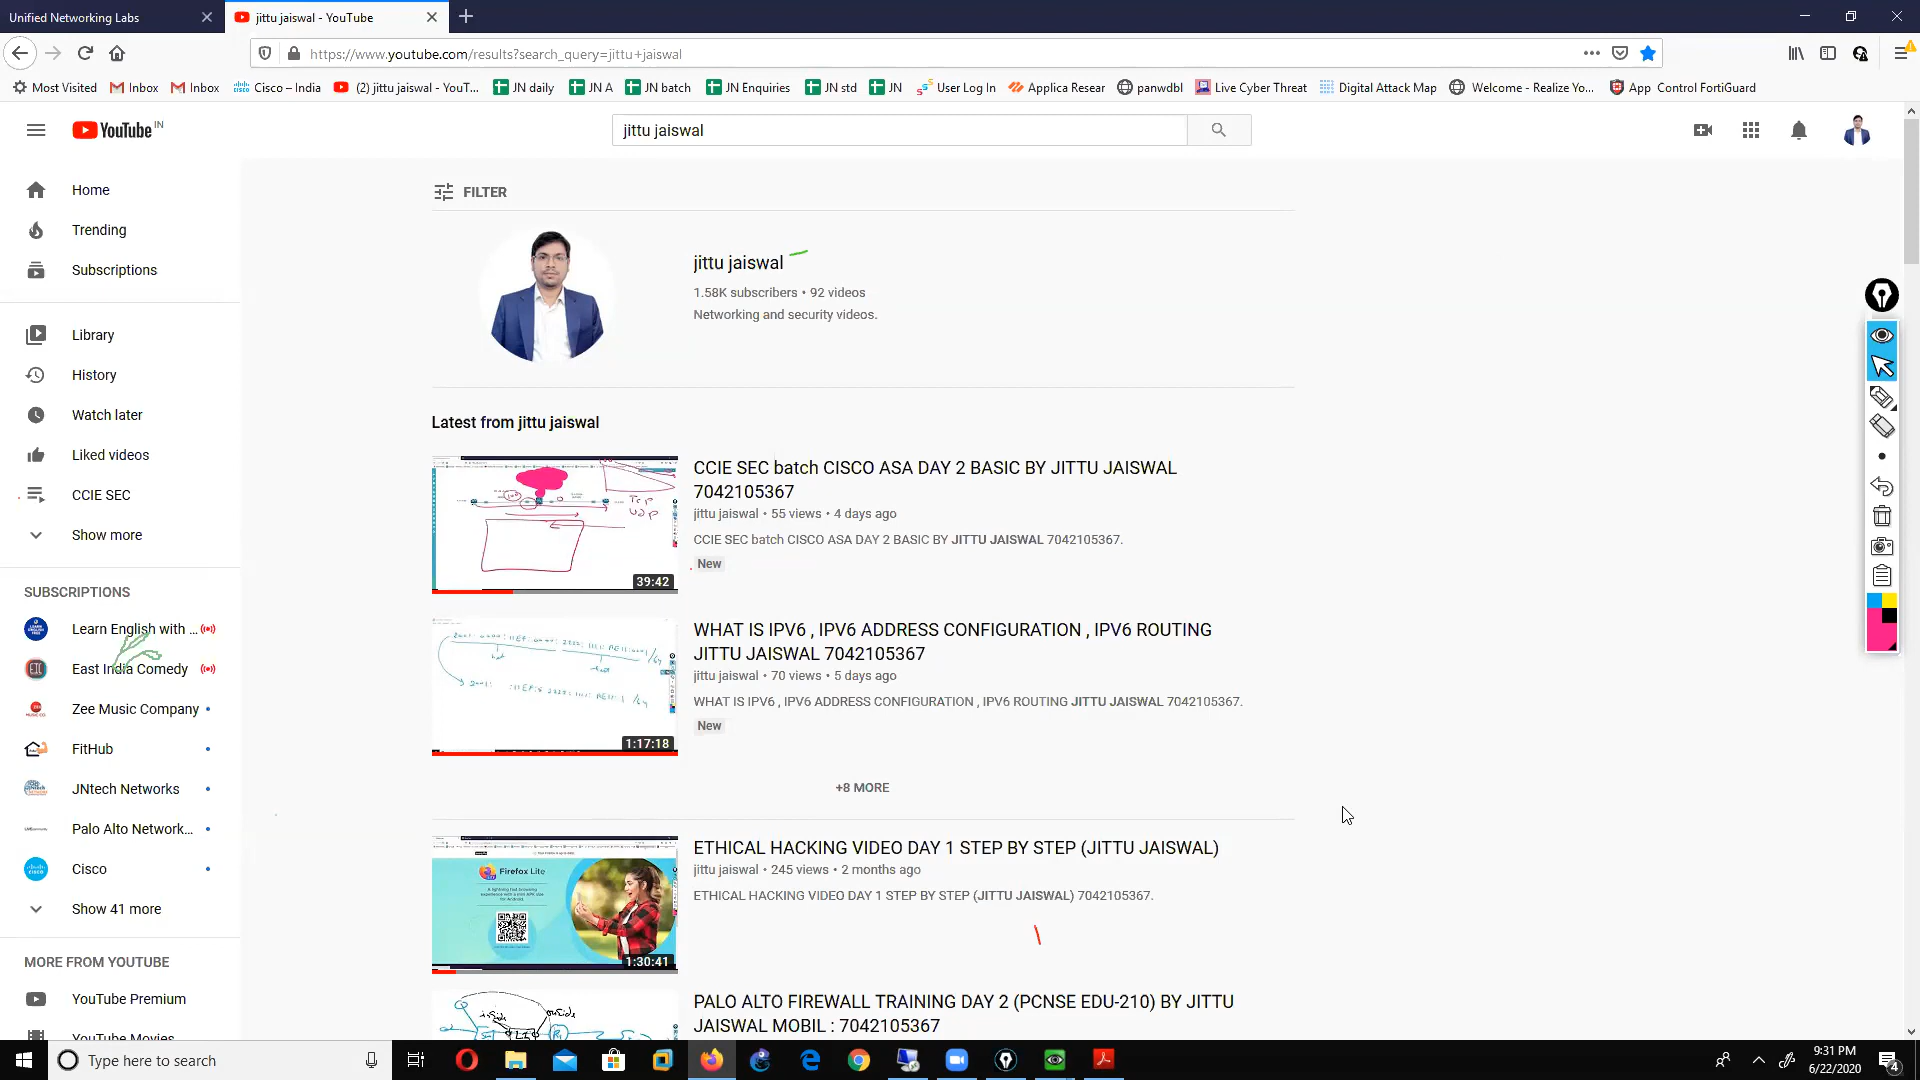 Unified Networking Labs
jittu jaiswal - YouTube
https://www.youtube.com/results?search_query=jittu+jaiswal
Most Visited
Inbox
Inbox
Cisco – India
(2) jittu jaiswal - YouT...
JN daily
JN A
JN batch
JN Enquiries
JN std
JN
User Log In
Applica Resear
panwdbl
Live Cyber Threat
Digital Attack Map
Welcome - Realize Yo...
App Control FortiGuard
YouTube IN
jittu jaiswal
Home
Trending
Subscriptions
Library
History
Watch later
Liked videos
CCIE SEC
Show more
SUBSCRIPTIONS
Learn English with ...
East India Comedy
Zee Music Company
FitHub
JNtech Networks
Palo Alto Network...
Cisco
Show 41 more
MORE FROM YOUTUBE
YouTube Premium
YouTube Movies
FILTER
jittu jaiswal
1.58K subscribers • 92 videos
Networking and security videos.
Latest from jittu jaiswal
39:42
CCIE SEC batch CISCO ASA DAY 2 BASIC BY JITTU JAISWAL
7042105367
jittu jaiswal • 55 views • 4 days ago
CCIE SEC batch CISCO ASA DAY 2 BASIC BY JITTU JAISWAL 7042105367.
New
1:17:18
WHAT IS IPV6 , IPV6 ADDRESS CONFIGURATION , IPV6 ROUTING
JITTU JAISWAL 7042105367
jittu jaiswal • 70 views • 5 days ago
WHAT IS IPV6 , IPV6 ADDRESS CONFIGURATION , IPV6 ROUTING JITTU JAISWAL 7042105367.
New
+8 MORE
Firefox Lite
1:30:41
ETHICAL HACKING VIDEO DAY 1 STEP BY STEP (JITTU JAISWAL)
jittu jaiswal • 245 views • 2 months ago
ETHICAL HACKING VIDEO DAY 1 STEP BY STEP (JITTU JAISWAL) 7042105367.
PALO ALTO FIREWALL TRAINING DAY 2 (PCNSE EDU-210) BY JITTU
JAISWAL MOBIL : 7042105367
Type here to search
9:31 PM
6/22/2020
4